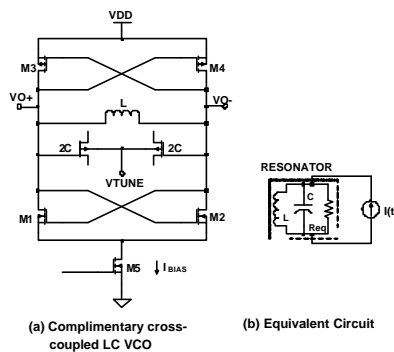 VDD
M3
M4
VO+
L
VO-
2C
2C
VTUNE
M1
M2
M5
I BIAS
RESONATOR
C
L
Req
I(t
(a) Complimentary cross-
coupled LC VCO
(b) Equivalent Circuit